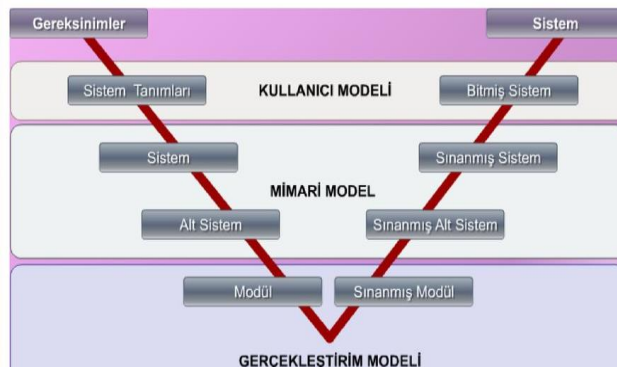 Gereksinimler
Sistem
Sistem Tanımları
KULLANICI MODELİ
Bitmiş Sistem
Sistem
Sınanmış Sistem
MİMARİ MODEL
Alt Sistem
Sınanmış Alt Sistem
Modül
Sınanmış Modül
GERÇEKLEŞTİRİM MODELİ